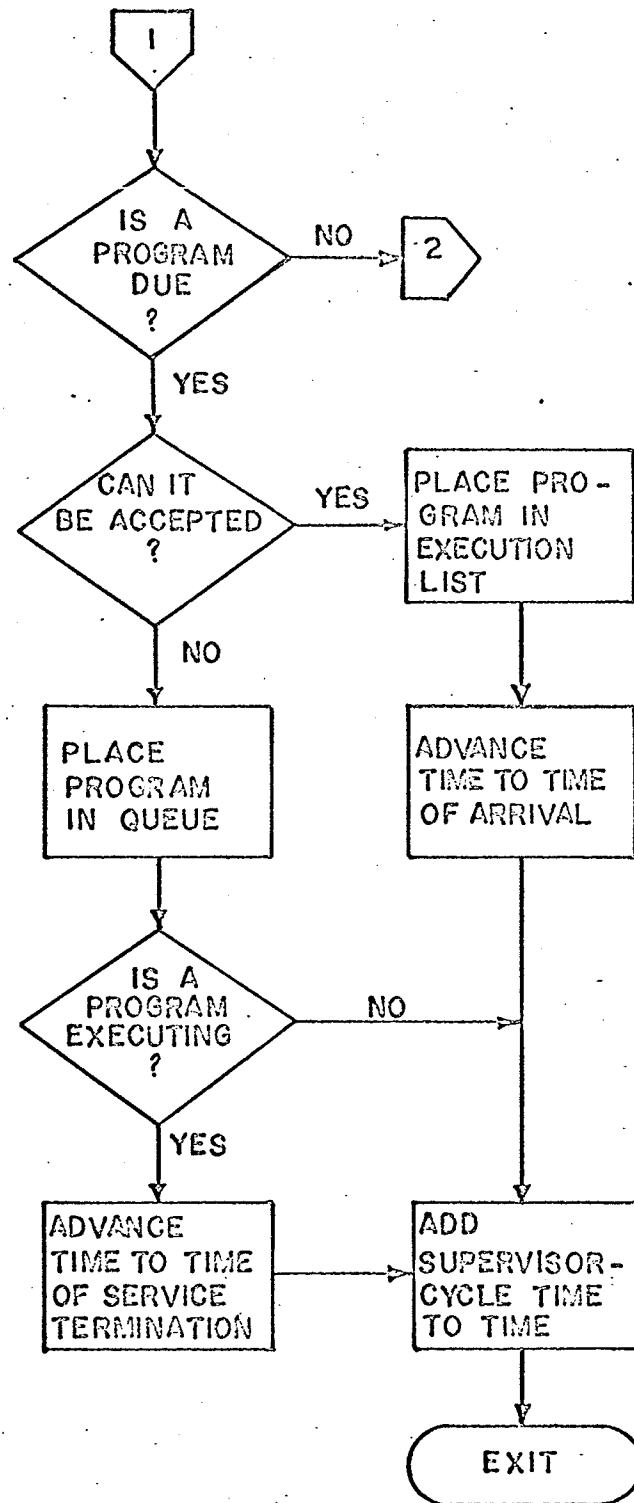 1
IS A
PROGRAM
DUE
?
NO
2
YES
CAN IT
BE ACCEPTED
?
YES
PLACE PRO-
GRAM IN
EXECUTION
LIST
NO
PLACE
PROGRAM
IN QUEUE
ADVANCE
TIME TO TIME
OF ARRIVAL
IS A
PROGRAM
EXECUTING
?
NO
YES
ADVANCE
TIME TO TIME
OF SERVICE
TERMINATION
ADD
SUPERVISOR-
CYCLE TIME
TO TIME
EXIT